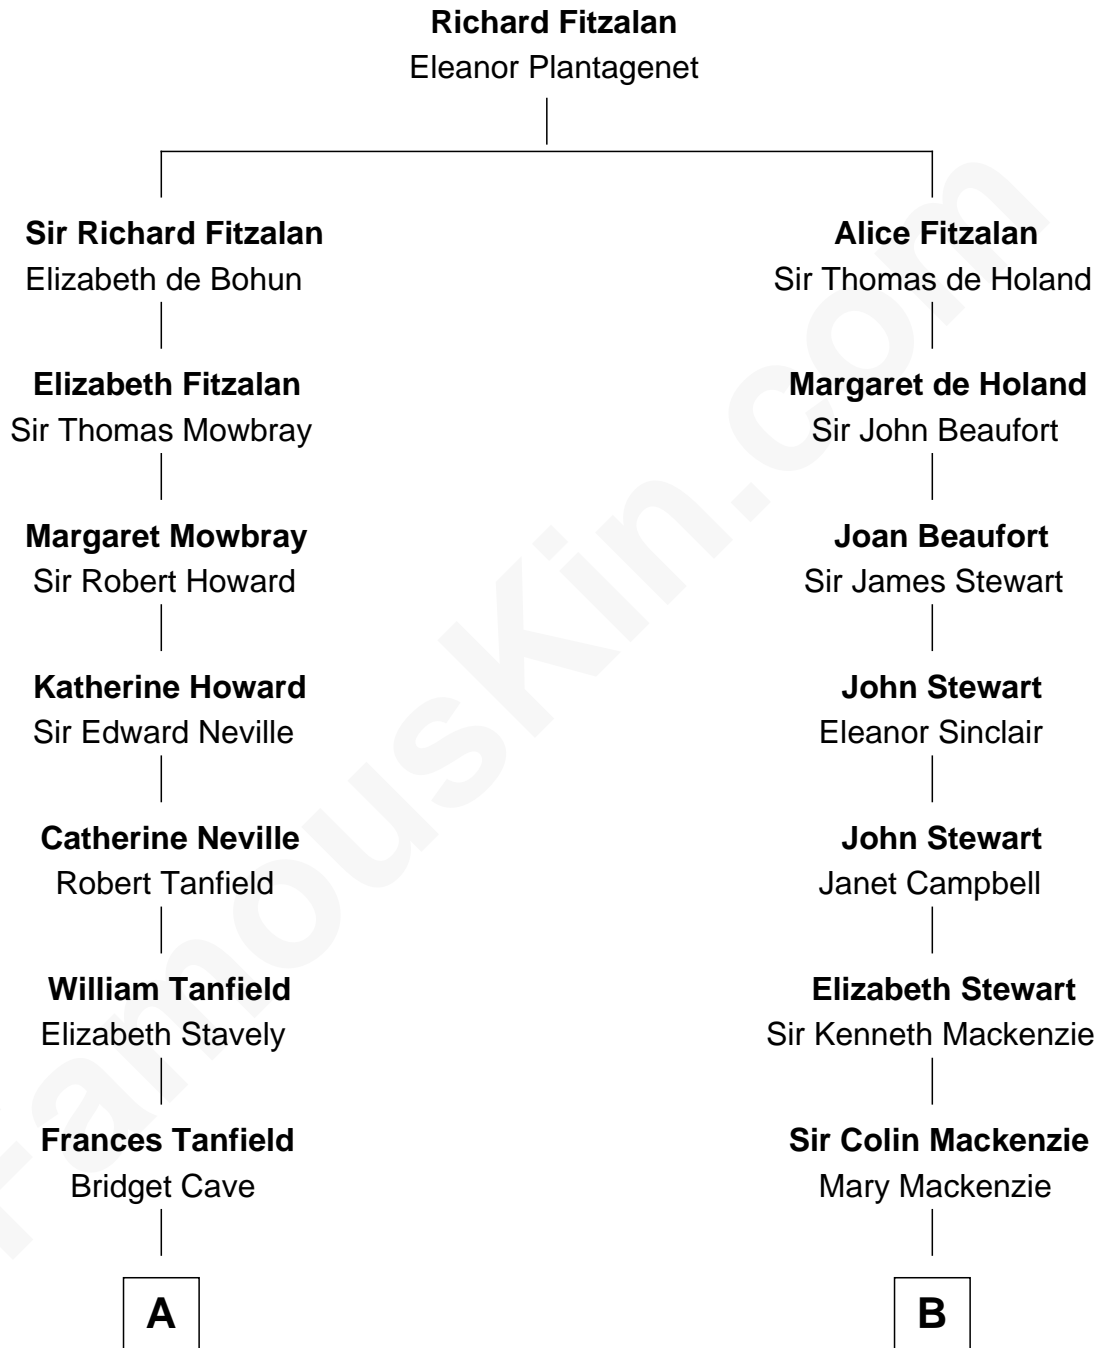 Richard Fitzalan
Eleanor Plantagenet
Sir Richard Fitzalan
Elizabeth de Bohun
Alice Fitzalan
Sir Thomas de Holand
Elizabeth Fitzalan
Sir Thomas Mowbray
Margaret de Holand
Sir John Beaufort
Margaret Mowbray
Sir Robert Howard
Joan Beaufort
Sir James Stewart
Katherine Howard
Sir Edward Neville
John Stewart
Eleanor Sinclair
Catherine Neville
Robert Tanfield
John Stewart
Janet Campbell
William Tanfield
Elizabeth Stavely
Elizabeth Stewart
Sir Kenneth Mackenzie
Frances Tanfield
Bridget Cave
Sir Colin Mackenzie
Mary Mackenzie
A
B
FamousKin.com